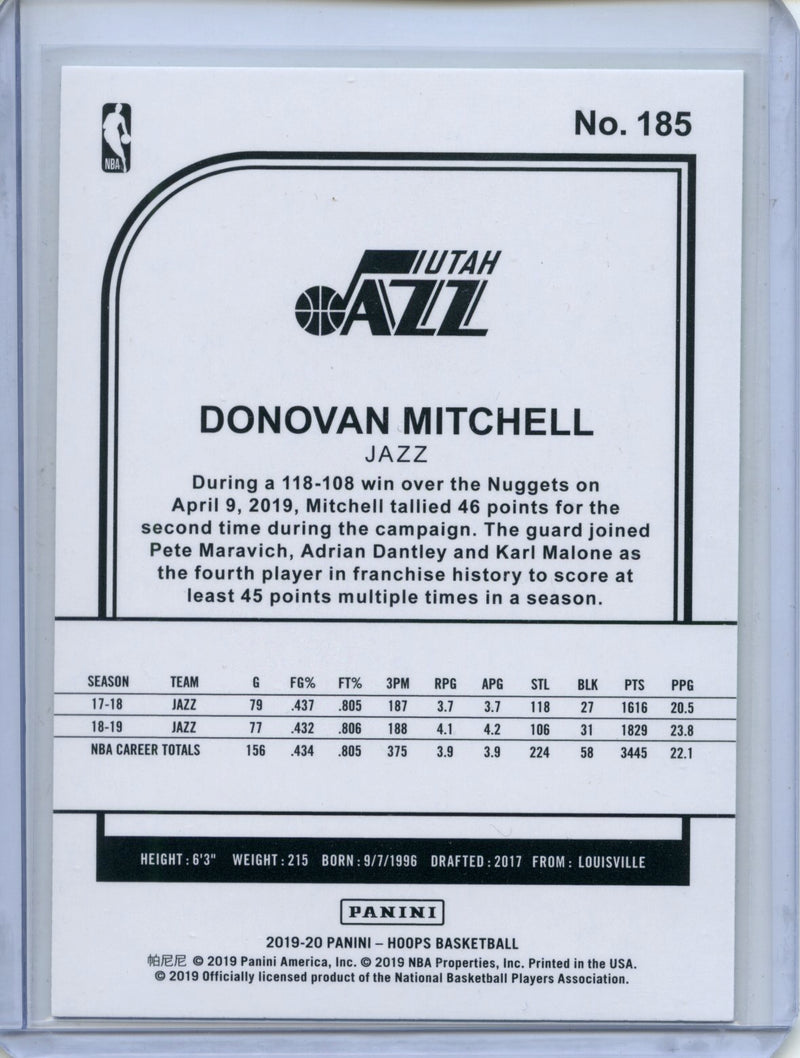 No. 185
NBA
UTAH
JAZZ
DONOVAN MITCHELL
JAZZ
During a 118-108 win over the Nuggets on
April 9, 2019, Mitchell tallied 46 points for the
second time during the campaign. The guard joined
Pete Maravich, Adrian Dantley and Karl Malone as
the fourth player in franchise history to score at
least 45 points multiple times in a season.
SEASON TEAM G FG% FT% 3PM RPG APG STL BLK PTS PPG
17-18 JAZZ 79 .437 .805 187 3.7 3.7 118 27 1616 20.5
18-19 JAZZ 77 .432 .806 188 4.1 4.2 106 31 1829 23.8
NBA CAREER TOTALS 156 .434 .805 375 3.9 3.9 224 58 3445 22.1
HEIGHT: 6'3" WEIGHT: 215 BORN: 9/7/1996 DRAFTED: 2017 FROM: LOUISVILLE
PANINI
2019-20 PANINI – HOOPS BASKETBALL
帕尼尼 © 2019 Panini America, Inc. © 2019 NBA Properties, Inc. Printed in the USA.
© 2019 Officially licensed product of the National Basketball Players Association.